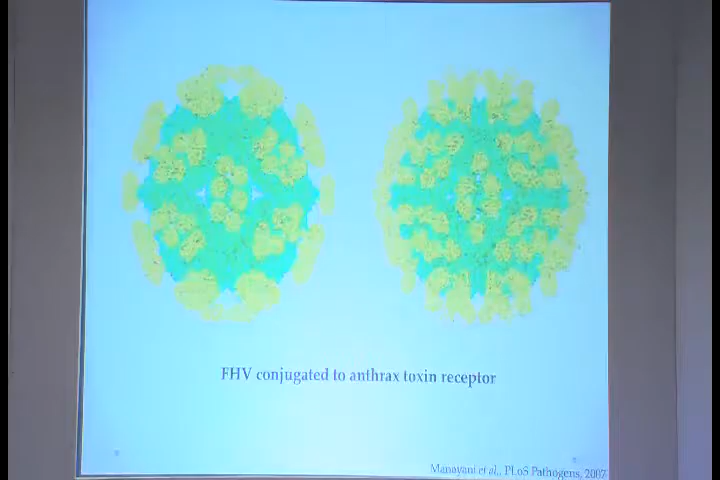 FHV conjugated to anthrax toxin receptor
Manayani et al., PLoS Pathogens, 2007